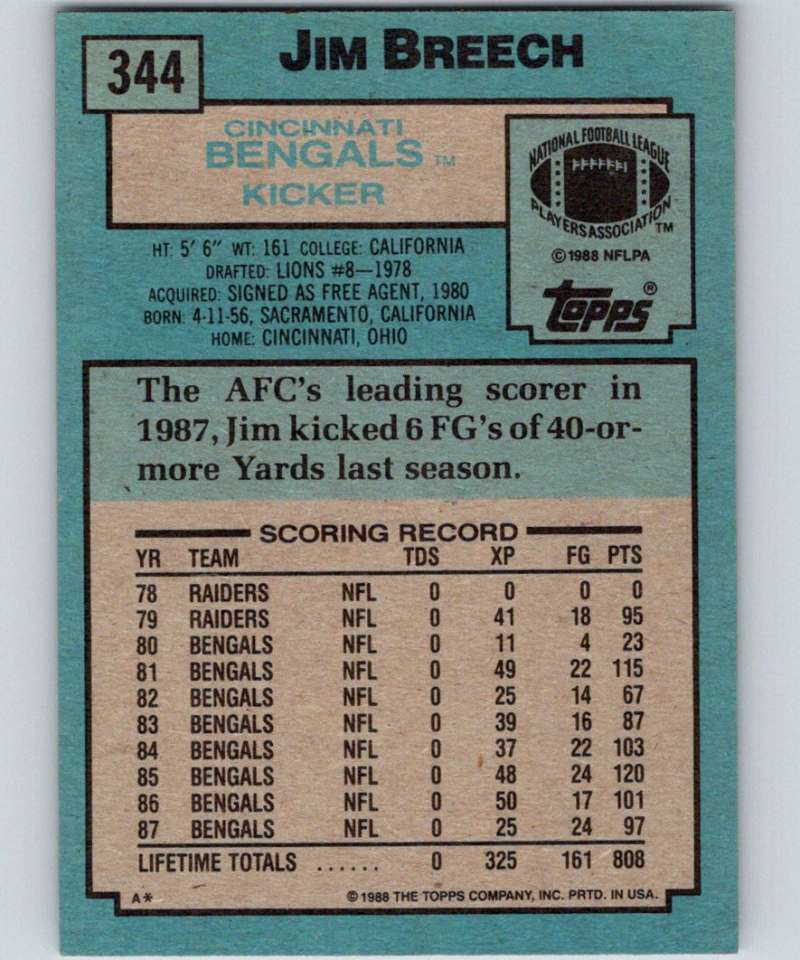 344
JIM BREECH
CINCINNATI
BENGALS TM
KICKER
NATIONAL FOOTBALL LEAGUE
PLAYERS ASSOCIATION TM
© 1988 NFLPA
topps ®
HT: 5' 6" WT: 161 COLLEGE: CALIFORNIA
DRAFTED: LIONS #8—1978
ACQUIRED: SIGNED AS FREE AGENT, 1980
BORN: 4-11-56, SACRAMENTO, CALIFORNIA
HOME: CINCINNATI, OHIO
The AFC's leading scorer in
1987, Jim kicked 6 FG's of 40-or-
more Yards last season.
SCORING RECORD
YR TEAM TDS XP FG PTS
78 RAIDERS NFL 0 0 0 0
79 RAIDERS NFL 0 41 18 95
80 BENGALS NFL 0 11 4 23
81 BENGALS NFL 0 49 22 115
82 BENGALS NFL 0 25 14 67
83 BENGALS NFL 0 39 16 87
84 BENGALS NFL 0 37 22 103
85 BENGALS NFL 0 48 24 120
86 BENGALS NFL 0 50 17 101
87 BENGALS NFL 0 25 24 97
LIFETIME TOTALS ...... 0 325 161 808
A* © 1988 THE TOPPS COMPANY, INC. PRTD. IN USA.